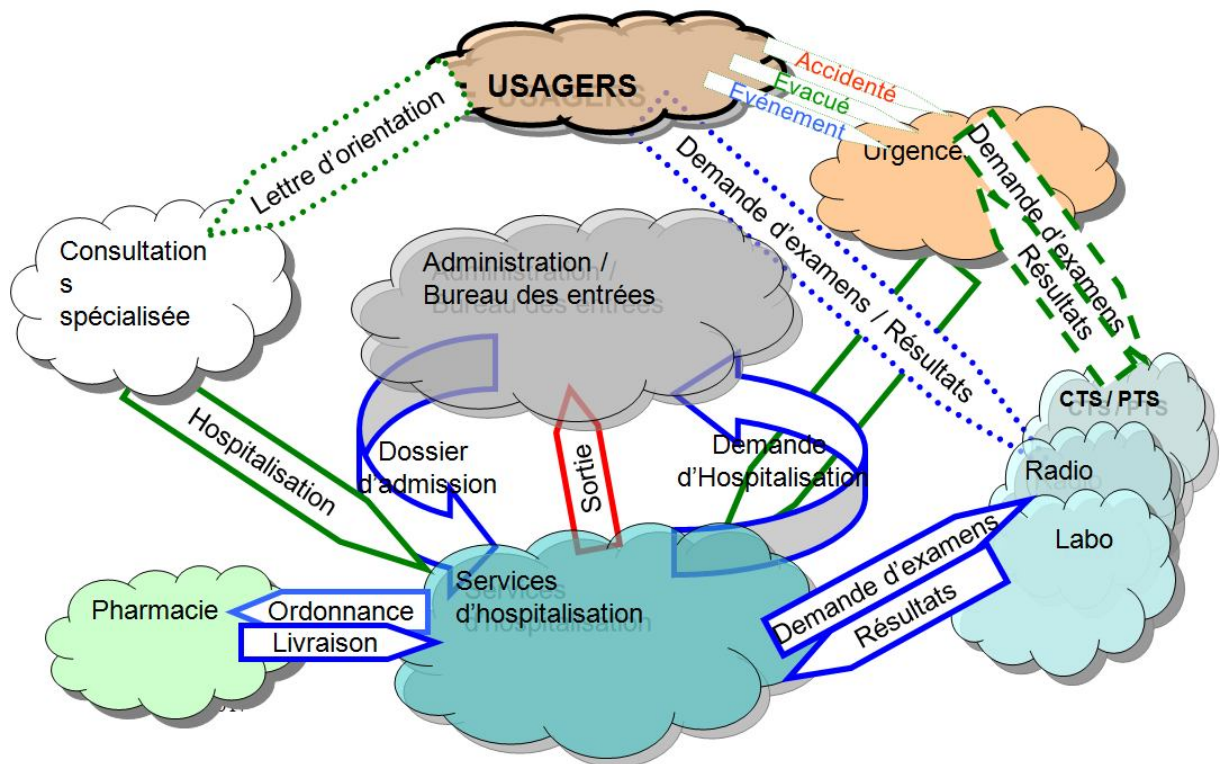 USAGERS
Accidenté
Evacué
Evénement
Urgence
Lettre d'orientation
Demande d'examens / Résultats
Demande d'examens
Résultats
Consultation
s
spécialisée
Administration /
Bureau des entrées
CTS / PTS
Radio
Labo
Hospitalisation
Dossier
d'admission
Sortie
Demande
d'Hospitalisation
Services
d'hospitalisation
Demande d'examens
Résultats
Pharmacie
Ordonnance
Livraison